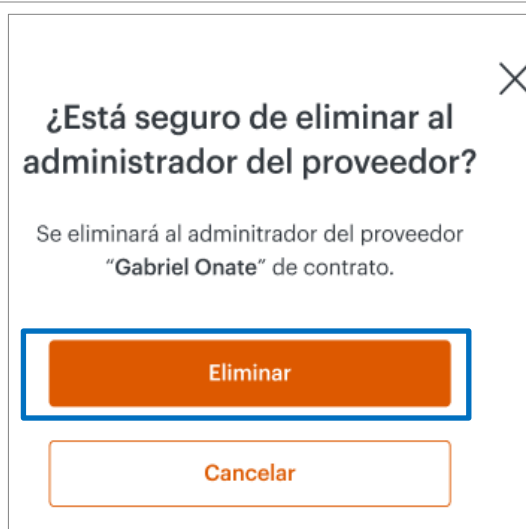 ¿Está seguro de eliminar al
administrador del proveedor?
Se eliminará al adminitrador del proveedor
“Gabriel Onate” de contrato.
Eliminar
Cancelar